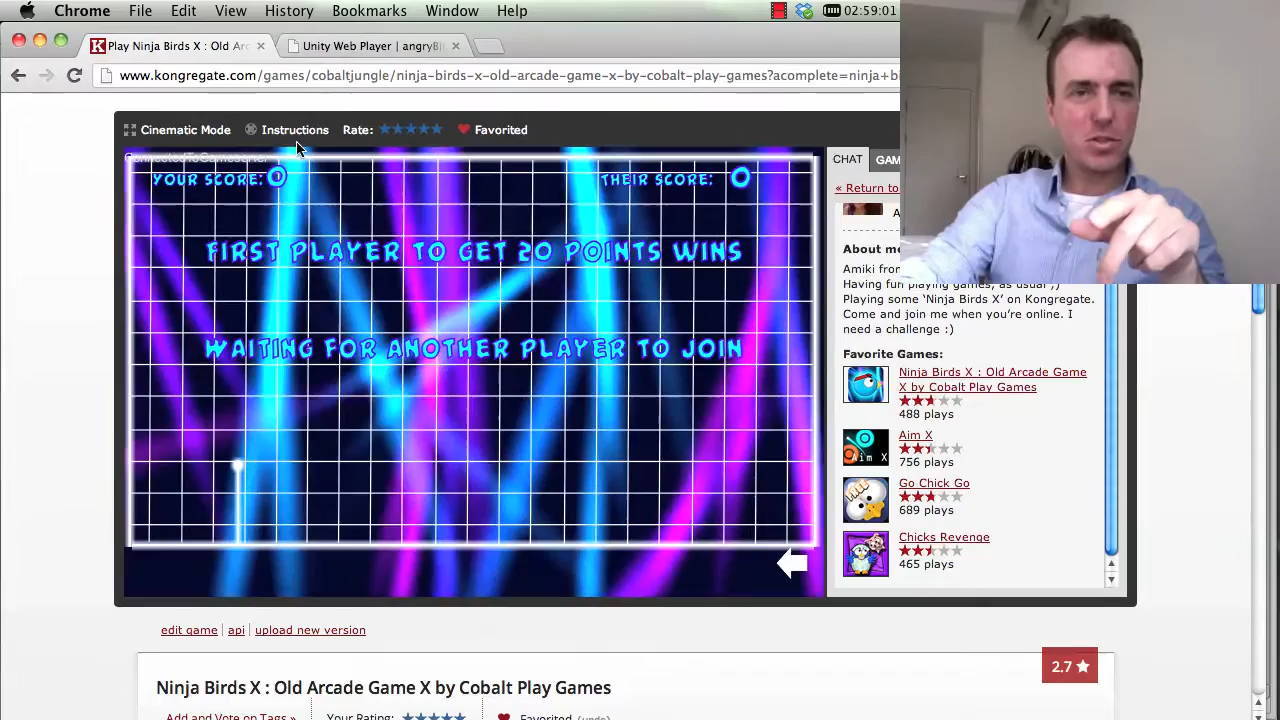 Chrome File Edit View History Bookmarks Window Help 02:59:01
Play Ninja Birds X : Old Arc
Unity Web Player | angryBi
www.kongregate.com/games/cobaltjungle/ninja-birds-x-old-arcade-game-x-by-cobalt-play-games?acomplete=ninja+bi
Cinematic Mode Instructions Rate: Favorited
ConnectedToGameserver
YOUR SCORE: 0 THEIR SCORE: 0
FIRST PLAYER TO GET 20 POINTS WINS
WAITING FOR ANOTHER PLAYER TO JOIN
CHAT GAM
« Return to
A
About me
Amiki from
Having fun playing games, as usual ;)
Playing some ‘Ninja Birds X’ on Kongregate.
Come and join me when you’re online. I
need a challenge :)
Favorite Games:
Ninja Birds X : Old Arcade Game
X by Cobalt Play Games
488 plays
Aim X
756 plays
Go Chick Go
689 plays
Chicks Revenge
465 plays
edit game api upload new version
2.7
Ninja Birds X : Old Arcade Game X by Cobalt Play Games
Add and Vote on Tags » Your Rating: Favorited (undo)